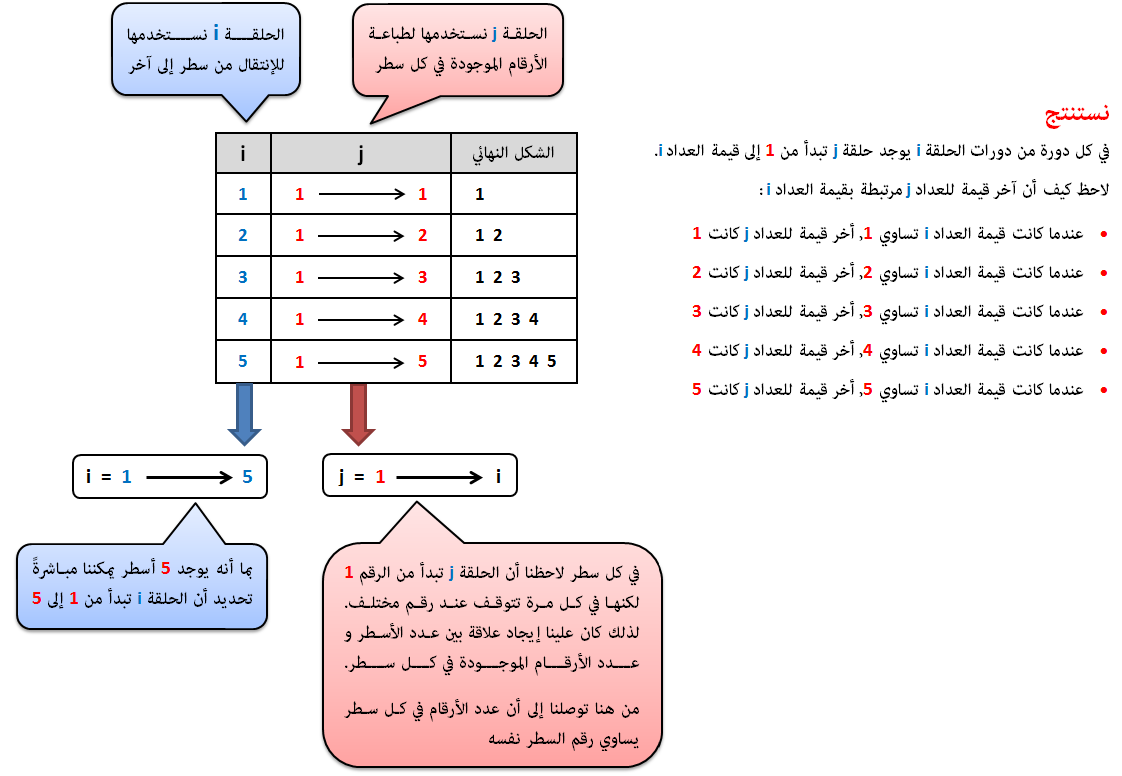 الحلقة i نستخدمها
للإنتقال من سطر إلى آخر
الحلقة j نستخدمها لطباعة
الأرقام الموجودة في كل سطر
i j الشكل النهائي
1 1 1 1
2 1 2 1 2
3 1 3 1 2 3
4 1 4 1 2 3 4
5 1 5 1 2 3 4 5
i = 1 5
j = 1 i
بما أنه يوجد 5 أسطر يمكننا مباشرةً
تحديد أن الحلقة i تبدأ من 1 إلى 5
في كل سطر لاحظنا أن الحلقة j تبدأ من الرقم 1
لكنها في كل مرة تتوقف عند رقم مختلف.
لذلك كان علينا إيجاد علاقة بين عدد الأسطر و
عدد الأرقام الموجودة في كل سطر.
من هنا توصلنا إلى أن عدد الأرقام في كل سطر
يساوي رقم السطر نفسه
نستنتج
في كل دورة من دورات الحلقة i يوجد حلقة j تبدأ من 1 إلى قيمة العداد i.
لاحظ كيف أن آخر قيمة للعداد j مرتبطة بقيمة العداد i:
• عندما كانت قيمة العداد i تساوي 1, أخر قيمة للعداد j كانت 1
• عندما كانت قيمة العداد i تساوي 2, أخر قيمة للعداد j كانت 2
• عندما كانت قيمة العداد i تساوي 3, أخر قيمة للعداد j كانت 3
• عندما كانت قيمة العداد i تساوي 4, أخر قيمة للعداد j كانت 4
• عندما كانت قيمة العداد i تساوي 5, أخر قيمة للعداد j كانت 5